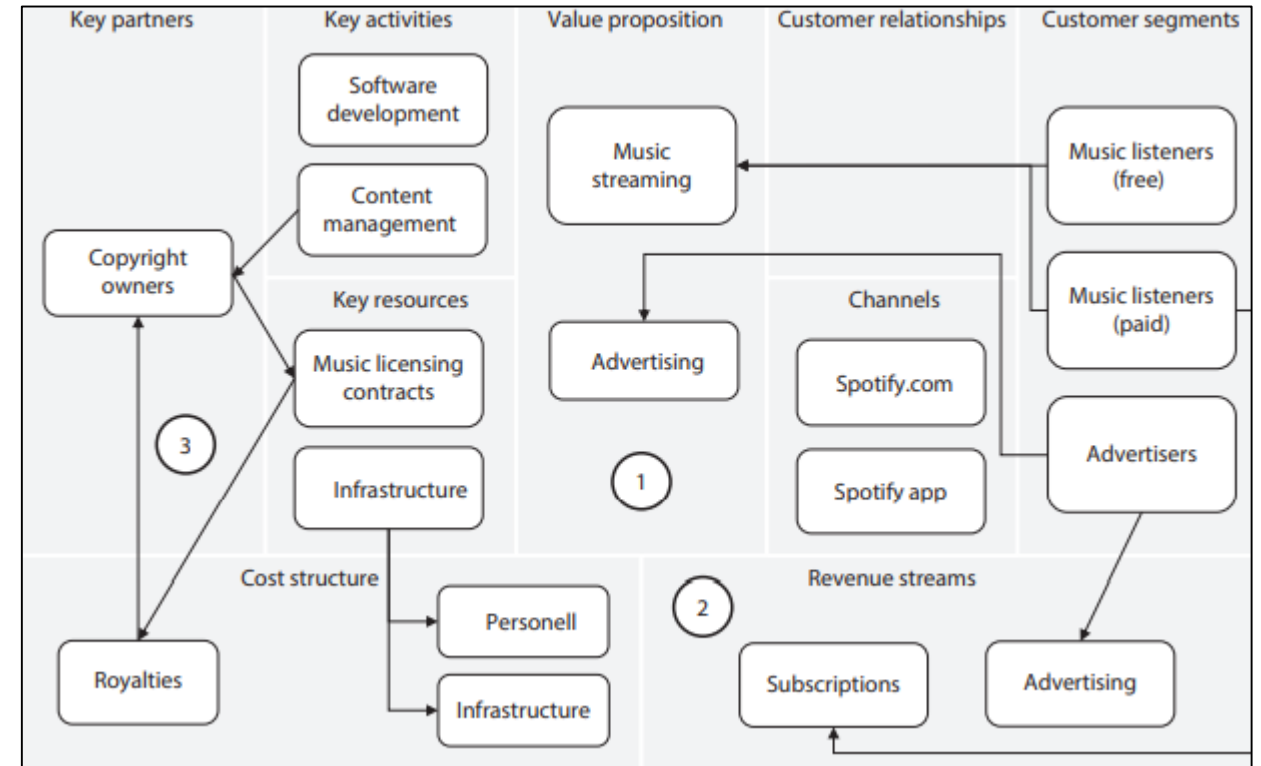 Key partners
Key activities
Value proposition
Customer relationships
Customer segments
Software
development
Content
management
Copyright
owners
Key resources
Music licensing
contracts
Infrastructure
3
Music
streaming
Advertising
1
Channels
Spotify.com
Spotify app
Music listeners
(free)
Music listeners
(paid)
Advertisers
Cost structure
Royalties
Personell
Infrastructure
2
Revenue streams
Subscriptions
Advertising